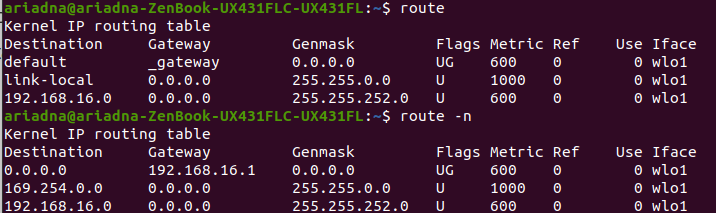 ariadna@ariadna-ZenBook-UX431FLC-UX431FL:~$ route
Kernel IP routing table
Destination     Gateway         Genmask         Flags Metric Ref    Use Iface
default         _gateway        0.0.0.0         UG    600    0        0 wlo1
link-local      0.0.0.0         255.255.0.0     U     1000   0        0 wlo1
192.168.16.0    0.0.0.0         255.255.252.0   U     600    0        0 wlo1
ariadna@ariadna-ZenBook-UX431FLC-UX431FL:~$ route -n
Kernel IP routing table
Destination     Gateway         Genmask         Flags Metric Ref    Use Iface
0.0.0.0         192.168.16.1    0.0.0.0         UG    600    0        0 wlo1
169.254.0.0     0.0.0.0         255.255.0.0     U     1000   0        0 wlo1
192.168.16.0    0.0.0.0         255.255.252.0   U     600    0        0 wlo1